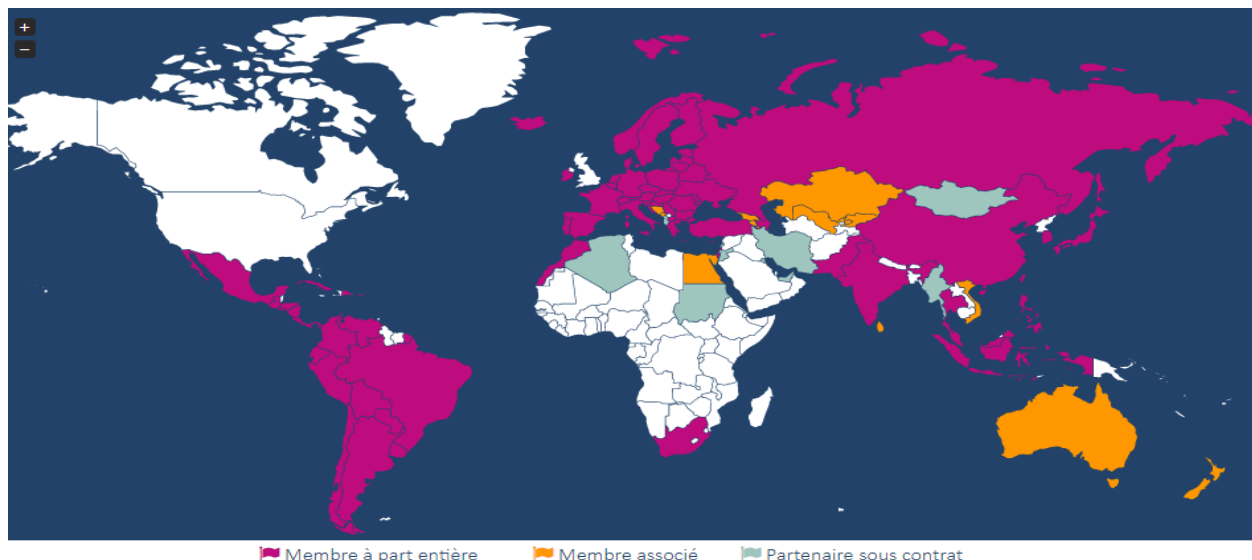 +
−
Membre à part entière
Membre associé
Partenaire sous contrat